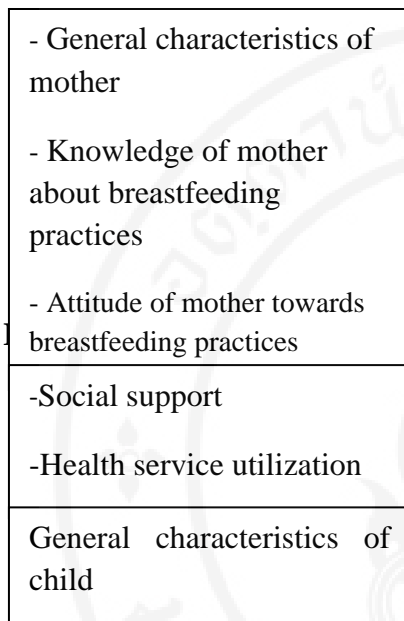 - General characteristics of
mother
- Knowledge of mother
about breastfeeding
practices
- Attitude of mother towards
breastfeeding practices
-Social support
-Health service utilization
General characteristics of
child